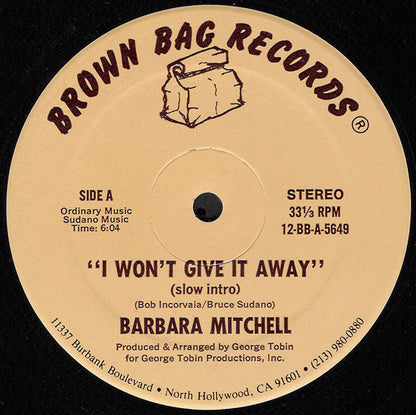 BROWN BAG RECORDS®
SIDE A
Ordinary Music
Sudano Music
Time: 6:04
STEREO
33⅓ RPM
12-BB-A-5649
"I WON'T GIVE IT AWAY"
(slow intro)
(Bob Incorvaia/Bruce Sudano)
BARBARA MITCHELL
Produced & Arranged by George Tobin
for George Tobin Productions, Inc.
11337 Burbank Boulevard • North Hollywood, CA 91601 • (213) 980-0880